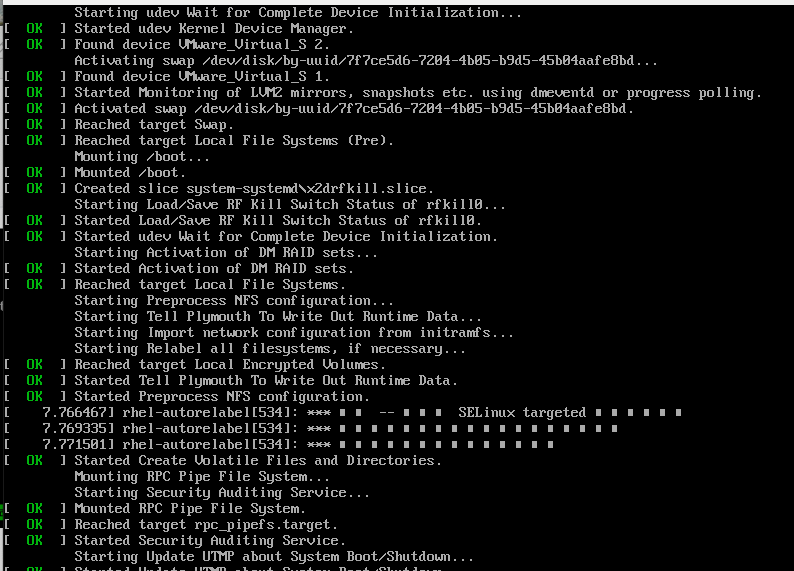 Starting udev Wait for Complete Device Initialization...
[  OK  ] Started udev Kernel Device Manager.
[  OK  ] Found device VMware_Virtual_S 2.
Activating swap /dev/disk/by-uuid/7f7ce5d6-7204-4b05-b9d5-45b04aafe8bd...
[  OK  ] Found device VMware_Virtual_S 1.
[  OK  ] Started Monitoring of LVM2 mirrors, snapshots etc. using dmeventd or progress polling.
[  OK  ] Activated swap /dev/disk/by-uuid/7f7ce5d6-7204-4b05-b9d5-45b04aafe8bd.
[  OK  ] Reached target Swap.
[  OK  ] Reached target Local File Systems (Pre).
Mounting /boot...
[  OK  ] Mounted /boot.
[  OK  ] Created slice system-systemd\x2drfkill.slice.
Starting Load/Save RF Kill Switch Status of rfkill0...
[  OK  ] Started Load/Save RF Kill Switch Status of rfkill0.
[  OK  ] Started udev Wait for Complete Device Initialization.
Starting Activation of DM RAID sets...
[  OK  ] Started Activation of DM RAID sets.
[  OK  ] Reached target Local File Systems.
Starting Preprocess NFS configuration...
Starting Tell Plymouth To Write Out Runtime Data...
Starting Import network configuration from initramfs...
Starting Relabel all filesystems, if necessary...
[  OK  ] Reached target Local Encrypted Volumes.
[  OK  ] Started Tell Plymouth To Write Out Runtime Data.
[  OK  ] Started Preprocess NFS configuration.
[    7.766467] rhel-autorelabel[534]: *** -- SELinux targeted
[    7.769335] rhel-autorelabel[534]: ***
[    7.771501] rhel-autorelabel[534]: ***
[  OK  ] Started Create Volatile Files and Directories.
Mounting RPC Pipe File System...
Starting Security Auditing Service...
[  OK  ] Mounted RPC Pipe File System.
[  OK  ] Reached target rpc_pipefs.target.
[  OK  ] Started Security Auditing Service.
Starting Update UTMP about System Boot/Shutdown...
[  OK  ] Started Update UTMP about System Boot/Shutdown.